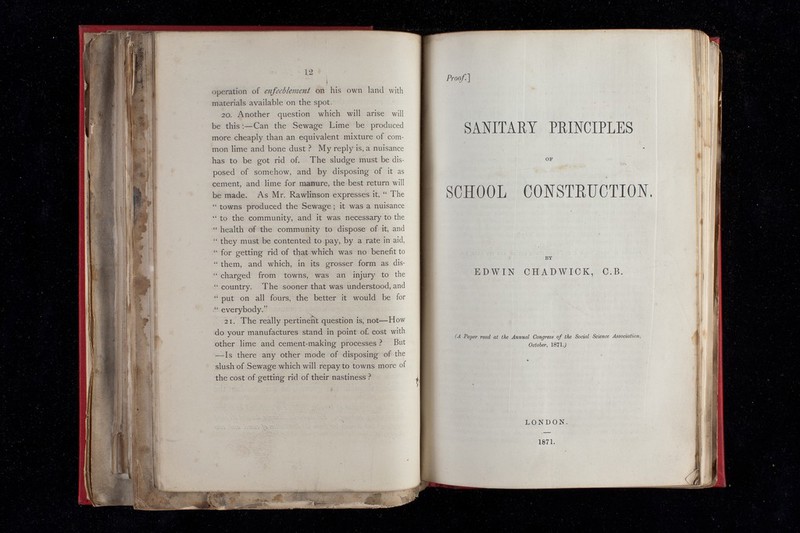 12
operation of enfeeblement on his own land with
materials available on the spot.
20. Another question which will arise will
be this:—Can the Sewage Lime be produced
more cheaply than an equivalent mixture of com-
mon lime and bone dust ? My reply is, a nuisance
has to be got rid of. The sludge must be dis-
posed of somehow, and by disposing of it as
cement, and lime for manure, the best return will
be made. As Mr. Rawlinson expresses it, “ The
“ towns produced the Sewage ; it was a nuisance
“ to the community, and it was necessary to the
“ health of the community to dispose of it, and
“ they must be contented to pay, by a rate in aid,
“ for getting rid of that which was no benefit to
“ them, and which, in its grosser form as dis-
“ charged from towns, was an injury to the
“ country. The sooner that was understood, and
“ put on all fours, the better it would be for
“ everybody.”
21. The really pertinent question is, not—How
do your manufactures stand in point of cost with
other lime and cement-making processes ? But
—Is there any other mode of disposing of the
slush of Sewage which will repay to towns more of
the cost of getting rid of their nastiness ?
Proof.]
SANITARY PRINCIPLES
OF
SCHOOL CONSTRUCTION.
BY
EDWIN CHADWICK, C.B.
(A Paper read at the Annual Congress of the Social Science Association,
October, 1871.)
LONDON.
1871.